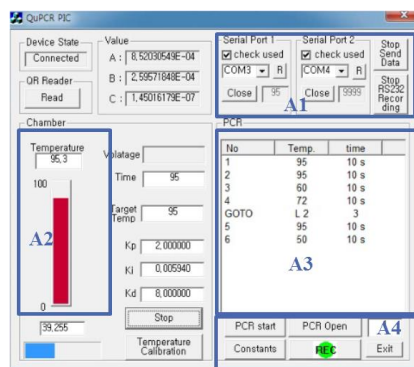 QuPCR PIC
Device State
Connected
QR Reader
Read
Value
A : 8,52030549E-04
B : 2,59571848E-04
C : 1,45016179E-07
Serial Port 1
check used
COM3 R
Close 95
Serial Port 2
check used
COM4 R
Close 9999
Stop
Send
Data
Stop
RS232
Recor
ding
A1
Chamber
Temperature
95,3
100
0
A2
39,255
Volatage
Time 95
Target
Temp 95
Kp 2,000000
Ki 0,005940
Kd 8,000000
Stop
Temperature
Calibration
PCR
No Temp. time
1 95 10 s
2 95 10 s
3 60 10 s
4 72 10 s
GOTO L 2 3
5 95 10 s
6 50 10 s
A3
PCR start PCR Open A4
Constants REC Exit